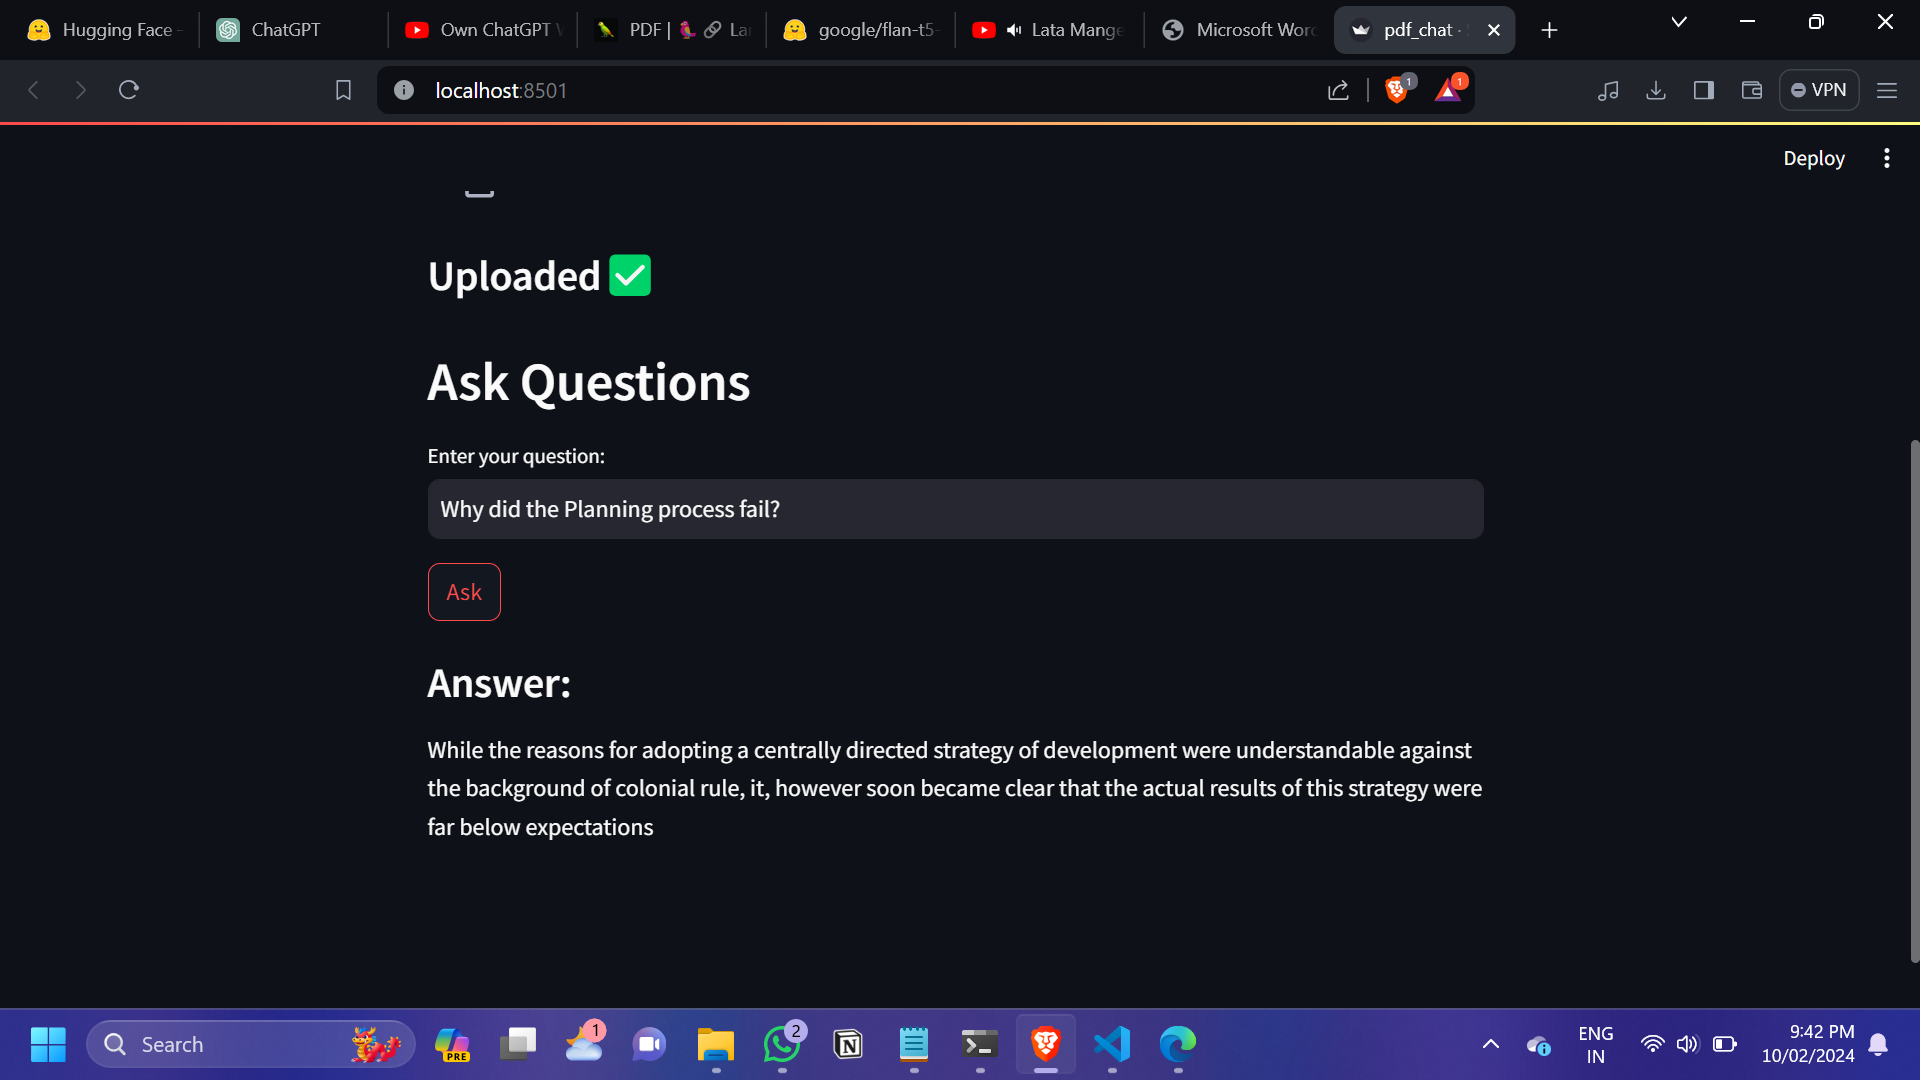 Hugging Face -
ChatGPT
Own ChatGPT
PDF | Lar
google/flan-t5-
Lata Mange
Microsoft Word
pdf_chat ·
localhost:8501
1
1
VPN
Deploy
Uploaded
Ask Questions
Enter your question:
Why did the Planning process fail?
Ask
Answer:
While the reasons for adopting a centrally directed strategy of development were understandable against
the background of colonial rule, it, however soon became clear that the actual results of this strategy were
far below expectations
Search
PRE
1
2
ENG
IN
9:42 PM
10/02/2024